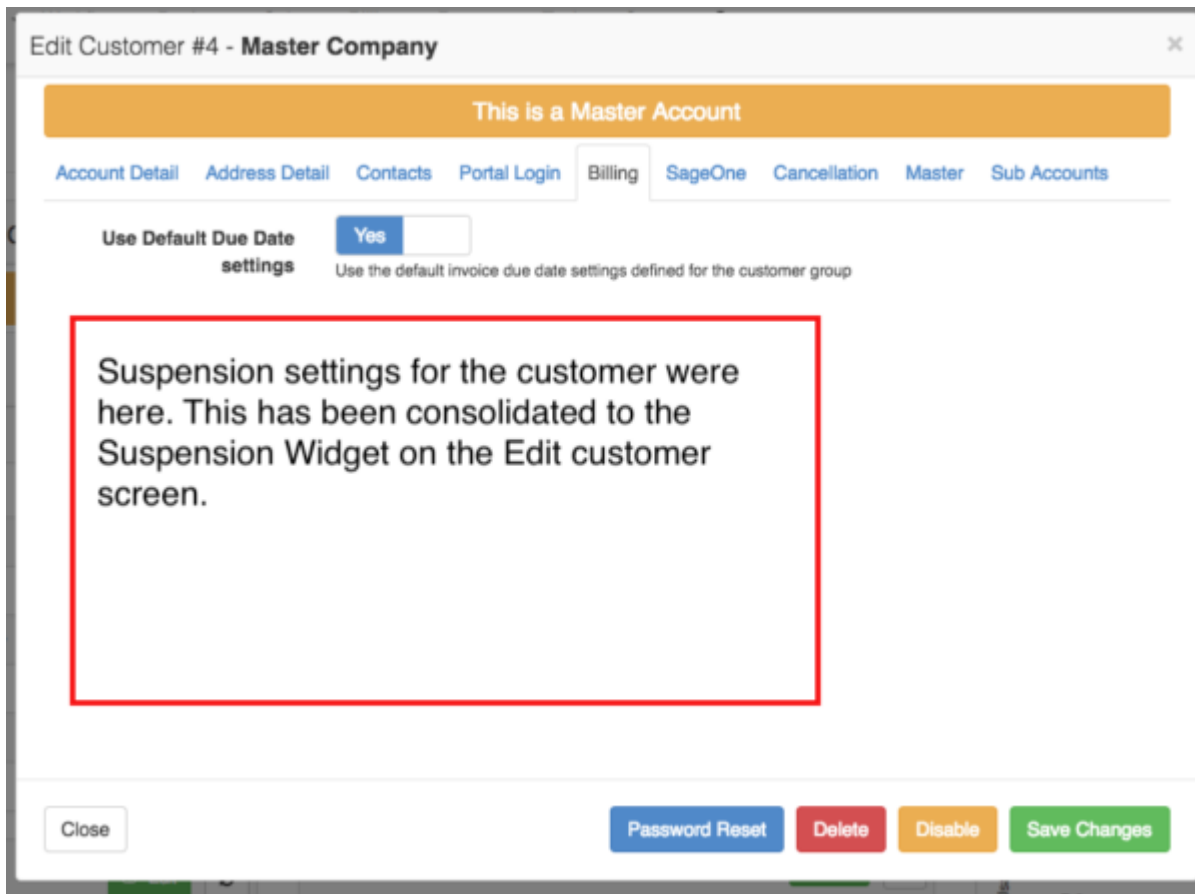 Edit Customer #4 - Master Company ×
This is a Master Account
Account Detail Address Detail Contacts Portal Login Billing SageOne Cancellation Master Sub Accounts
Use Default Due Date Yes
settings Use the default invoice due date settings defined for the customer group
Suspension settings for the customer were
here. This has been consolidated to the
Suspension Widget on the Edit customer
screen.
Close Password Reset Delete Disable Save Changes